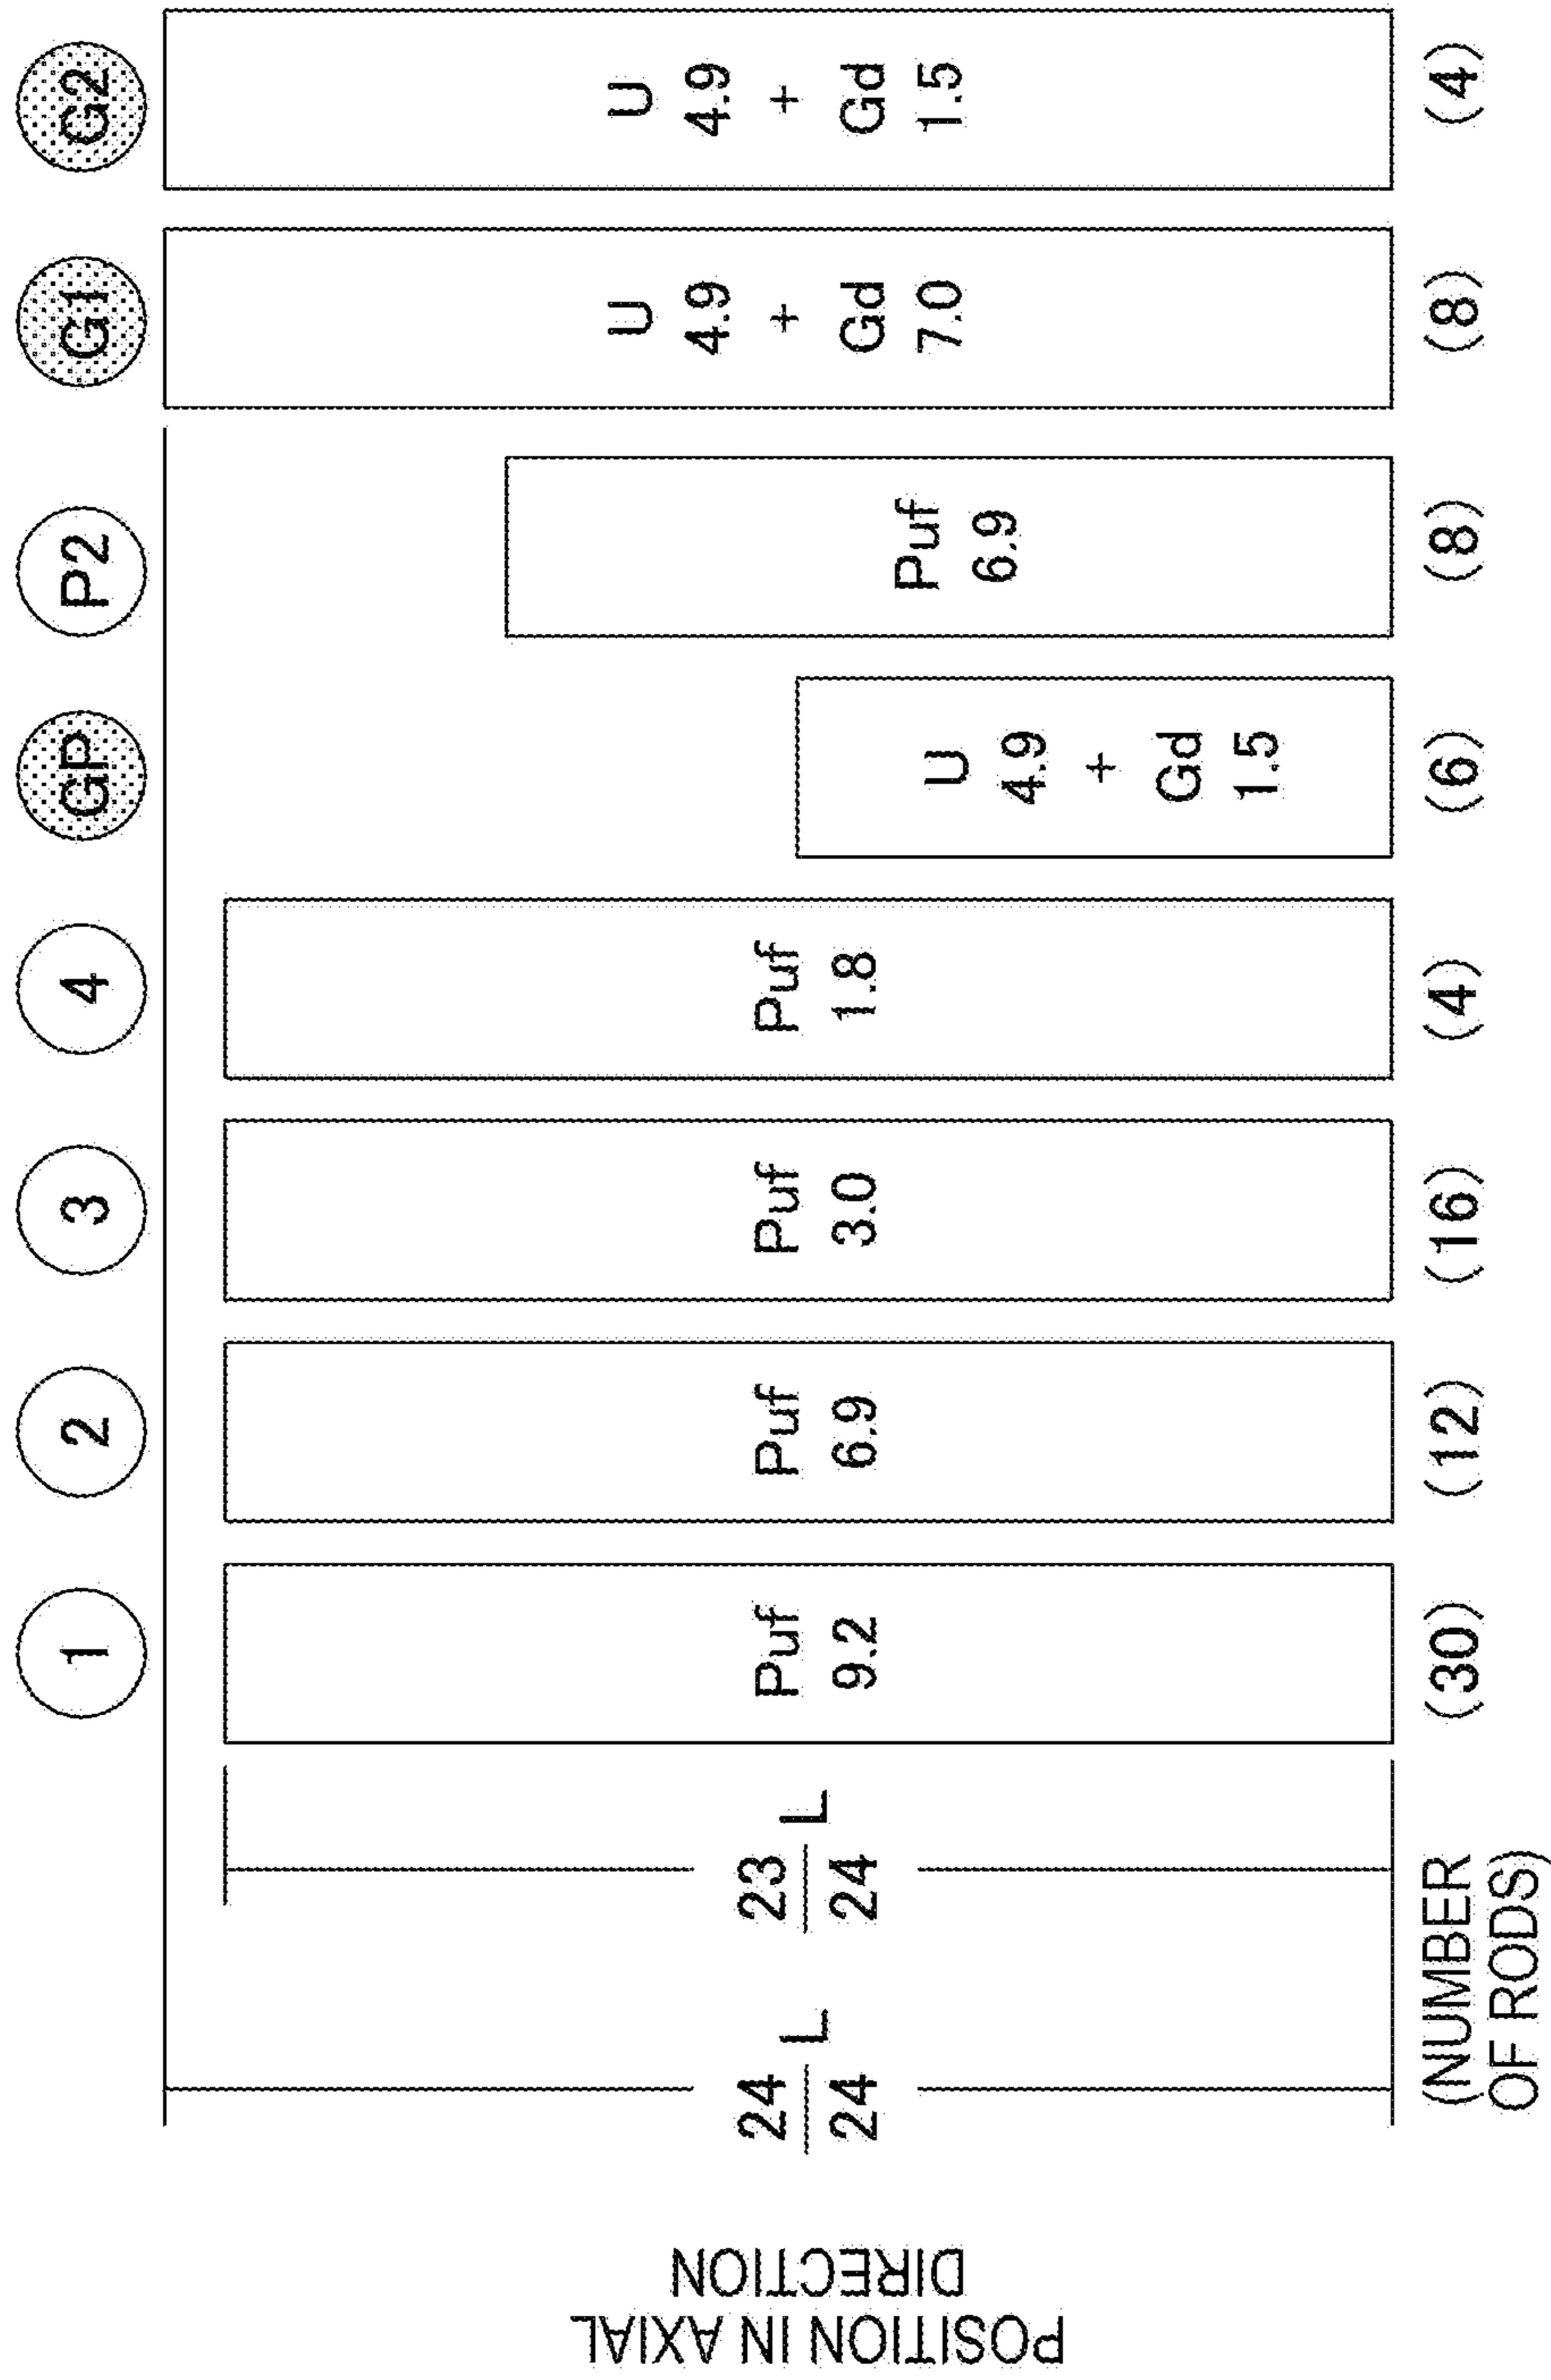 POSITION IN AXIAL
DIRECTION
24
24
L
23
24
L
1
2
3
4
GP
P2
G1
G2
Puf
9.2
Puf
6.9
Puf
3.0
Puf
1.8
U
4.9
+
Gd
1.5
Puf
6.9
U
4.9
+
Gd
7.0
U
4.9
+
Gd
1.5
(NUMBER
OF RODS)
(30)
(12)
(16)
(4)
(6)
(8)
(8)
(4)